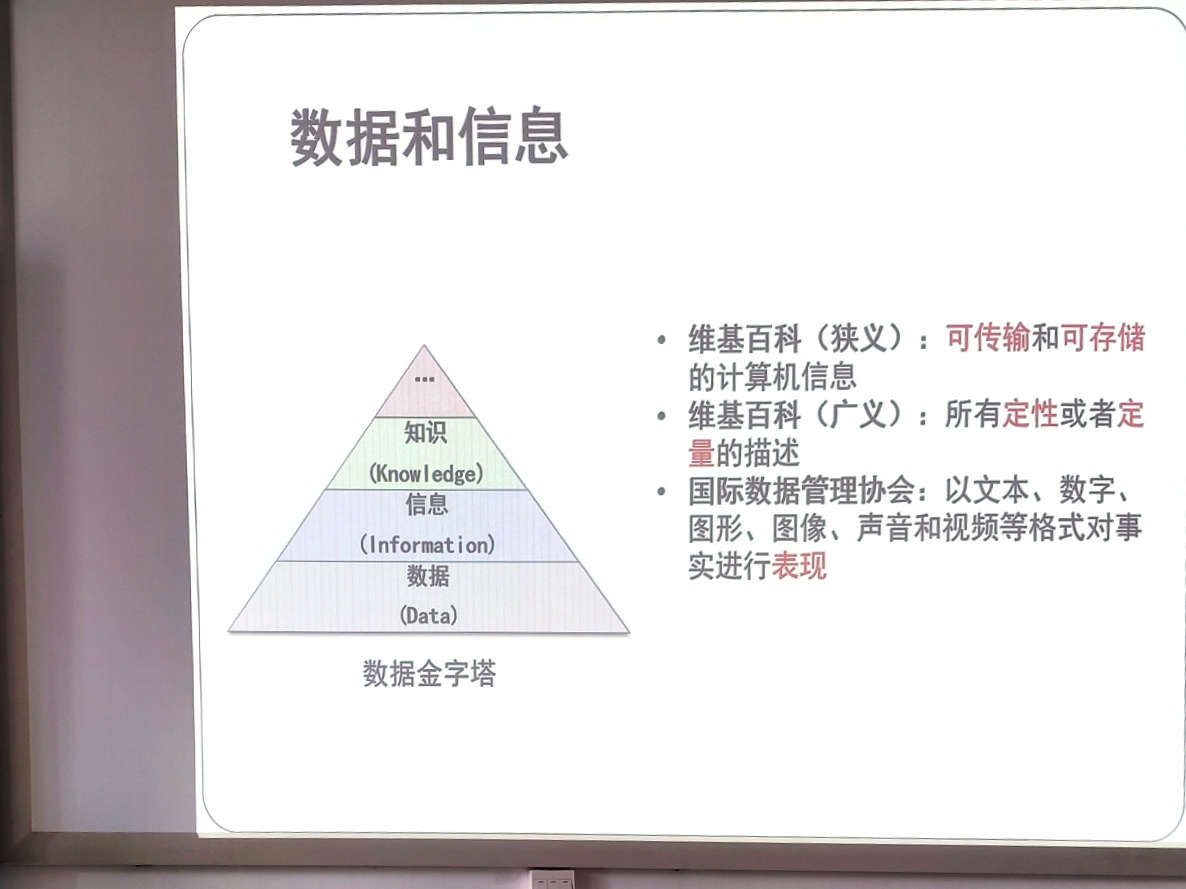 数据和信息
...
知识
(Knowledge)
信息
(Information)
数据
(Data)
数据金字塔
• 维基百科（狭义）：可传输和可存储
的计算机信息
• 维基百科（广义）：所有定性或者定
量的描述
• 国际数据管理协会：以文本、数字、
图形、图像、声音和视频等格式对事
实进行表现